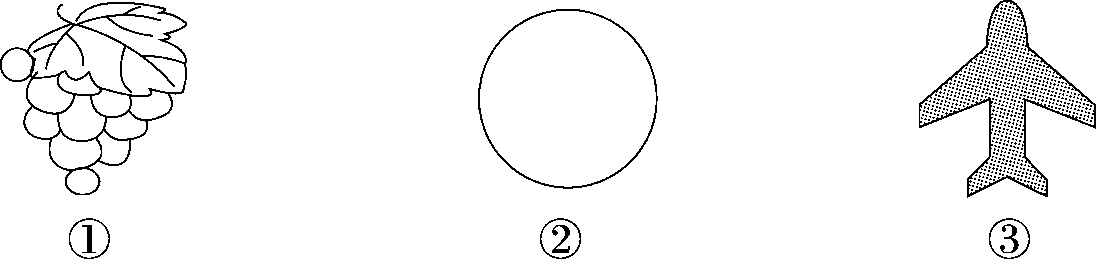 ① ② ③